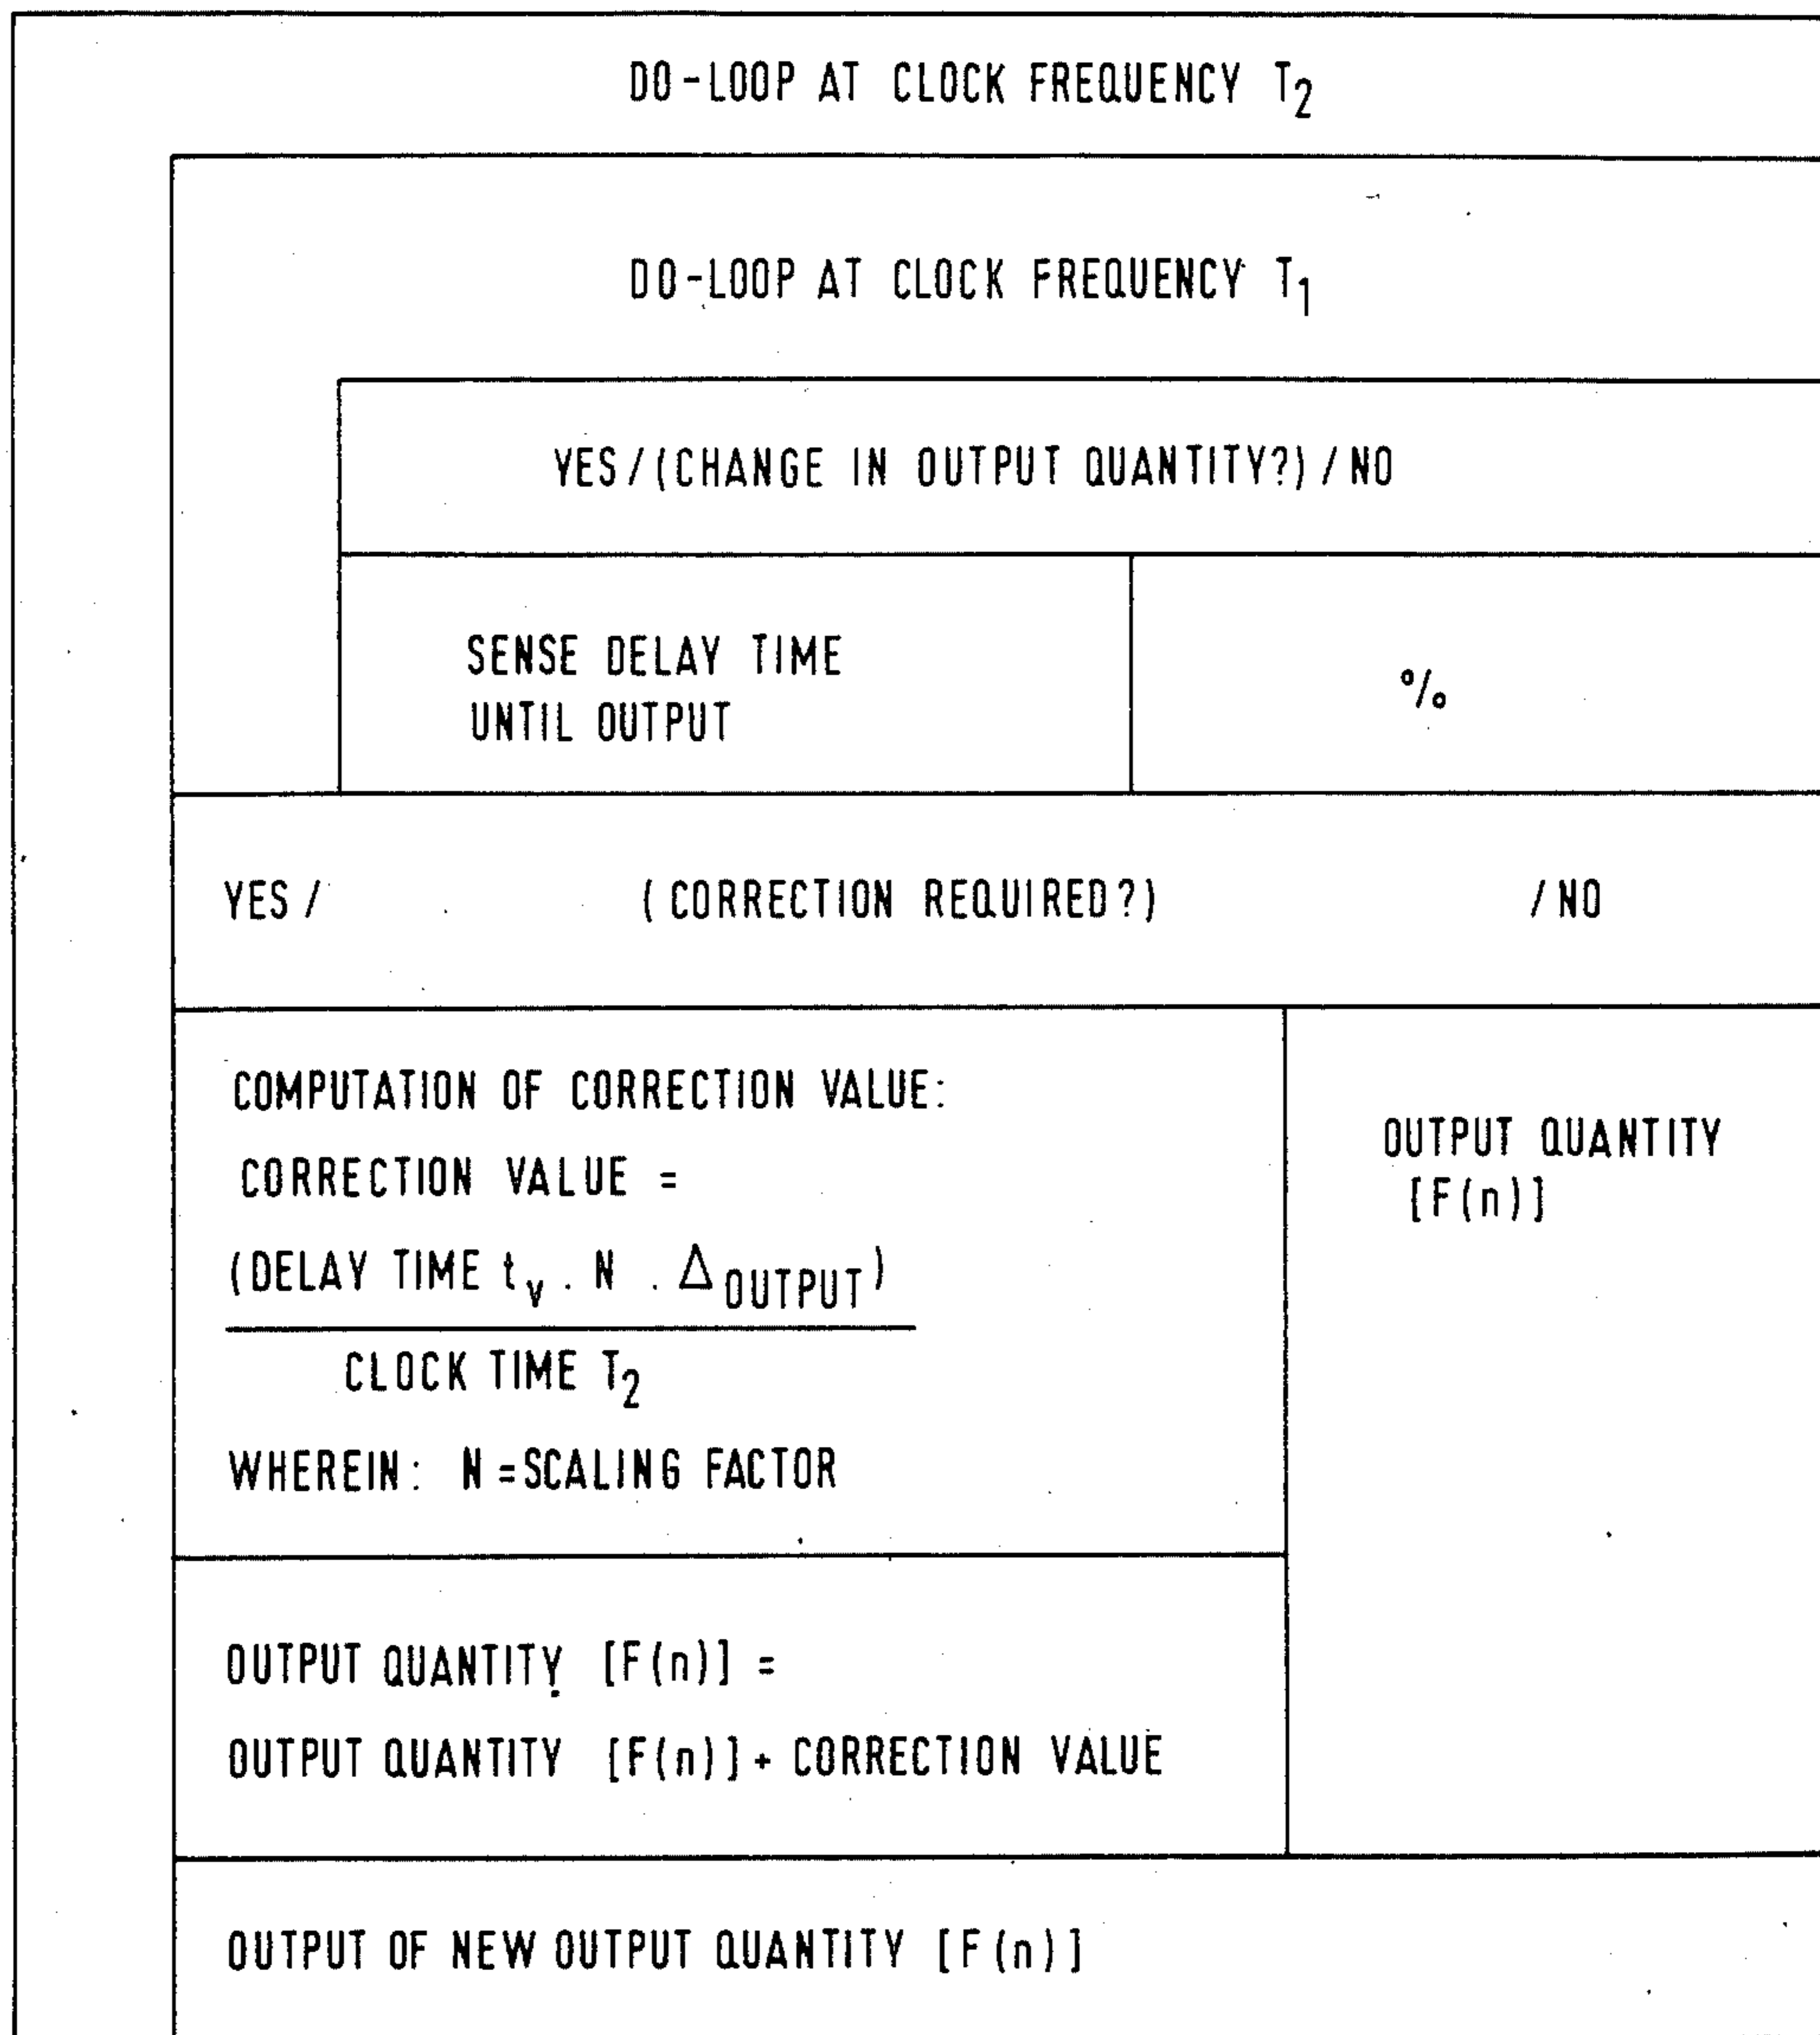 DO-LOOP AT CLOCK FREQUENCY T₂
DO-LOOP AT CLOCK FREQUENCY T₁
YES/(CHANGE IN OUTPUT QUANTITY?)/NO
SENSE DELAY TIME
UNTIL OUTPUT
%
YES / (CORRECTION REQUIRED?) / NO
COMPUTATION OF CORRECTION VALUE:
CORRECTION VALUE =
(DELAY TIME tᵥ . N . Δ OUTPUT)
CLOCK TIME T₂
WHEREIN: N = SCALING FACTOR
OUTPUT QUANTITY
[F(n)]
OUTPUT QUANTITY [F(n)] =
OUTPUT QUANTITY [F(n)] + CORRECTION VALUE
OUTPUT OF NEW OUTPUT QUANTITY [F(n)]